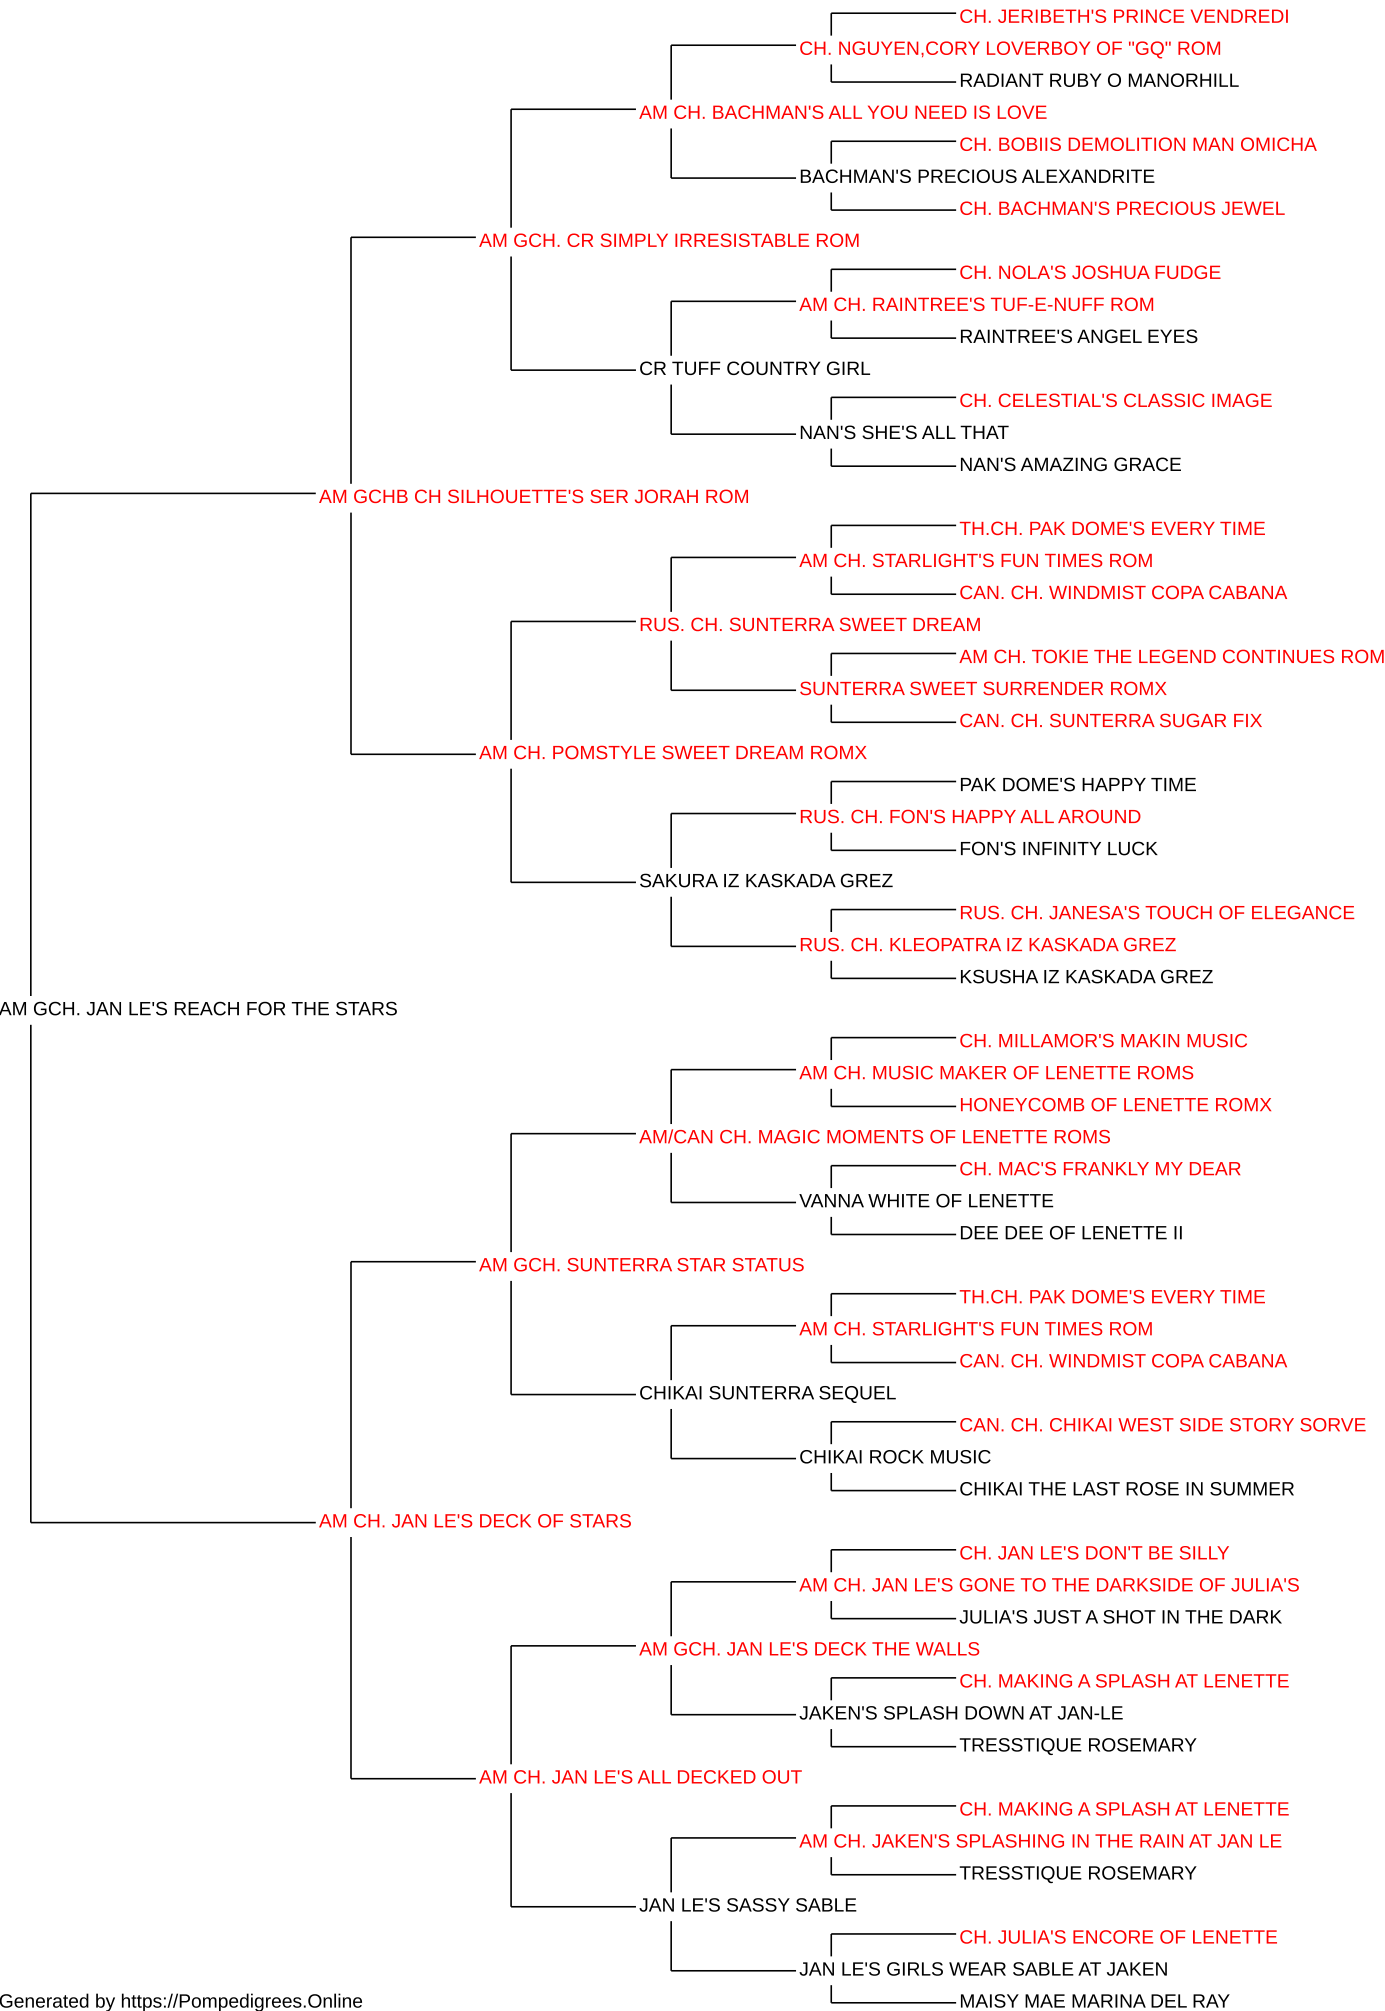 CH. JERIBETH'S PRINCE VENDREDI
CH. NGUYEN,CORY LOVERBOY OF "GQ" ROM
RADIANT RUBY O MANORHILL
AM CH. BACHMAN'S ALL YOU NEED IS LOVE
CH. BOBIIS DEMOLITION MAN OMICHA
BACHMAN'S PRECIOUS ALEXANDRITE
CH. BACHMAN'S PRECIOUS JEWEL
AM GCH. CR SIMPLY IRRESISTABLE ROM
CH. NOLA'S JOSHUA FUDGE
AM CH. RAINTREE'S TUF-E-NUFF ROM
RAINTREE'S ANGEL EYES
CR TUFF COUNTRY GIRL
CH. CELESTIAL'S CLASSIC IMAGE
NAN'S SHE'S ALL THAT
NAN'S AMAZING GRACE
AM GCHB CH SILHOUETTE'S SER JORAH ROM
TH.CH. PAK DOME'S EVERY TIME
AM CH. STARLIGHT'S FUN TIMES ROM
CAN. CH. WINDMIST COPA CABANA
RUS. CH. SUNTERRA SWEET DREAM
AM CH. TOKIE THE LEGEND CONTINUES ROM
SUNTERRA SWEET SURRENDER ROMX
CAN. CH. SUNTERRA SUGAR FIX
AM CH. POMSTYLE SWEET DREAM ROMX
PAK DOME'S HAPPY TIME
RUS. CH. FON'S HAPPY ALL AROUND
FON'S INFINITY LUCK
SAKURA IZ KASKADA GREZ
RUS. CH. JANESA'S TOUCH OF ELEGANCE
RUS. CH. KLEOPATRA IZ KASKADA GREZ
KSUSHA IZ KASKADA GREZ
AM GCH. JAN LE'S REACH FOR THE STARS
CH. MILLAMOR'S MAKIN MUSIC
AM CH. MUSIC MAKER OF LENETTE ROMS
HONEYCOMB OF LENETTE ROMX
AM/CAN CH. MAGIC MOMENTS OF LENETTE ROMS
CH. MAC'S FRANKLY MY DEAR
VANNA WHITE OF LENETTE
DEE DEE OF LENETTE II
AM GCH. SUNTERRA STAR STATUS
TH.CH. PAK DOME'S EVERY TIME
AM CH. STARLIGHT'S FUN TIMES ROM
CAN. CH. WINDMIST COPA CABANA
CHIKAI SUNTERRA SEQUEL
CAN. CH. CHIKAI WEST SIDE STORY SORVE
CHIKAI ROCK MUSIC
CHIKAI THE LAST ROSE IN SUMMER
AM CH. JAN LE'S DECK OF STARS
CH. JAN LE'S DON'T BE SILLY
AM CH. JAN LE'S GONE TO THE DARKSIDE OF JULIA'S
JULIA'S JUST A SHOT IN THE DARK
AM GCH. JAN LE'S DECK THE WALLS
CH. MAKING A SPLASH AT LENETTE
JAKEN'S SPLASH DOWN AT JAN-LE
TRESSTIQUE ROSEMARY
AM CH. JAN LE'S ALL DECKED OUT
CH. MAKING A SPLASH AT LENETTE
AM CH. JAKEN'S SPLASHING IN THE RAIN AT JAN LE
TRESSTIQUE ROSEMARY
JAN LE'S SASSY SABLE
CH. JULIA'S ENCORE OF LENETTE
JAN LE'S GIRLS WEAR SABLE AT JAKEN
MAISY MAE MARINA DEL RAY
Generated by https://Pompedigrees.Online